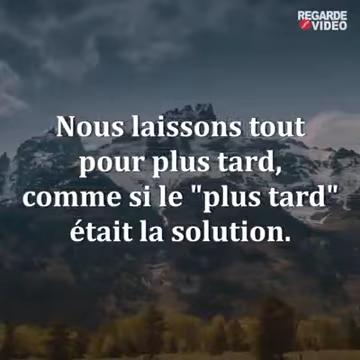 REGARDE
VIDEO
Nous laissons tout
pour plus tard,
comme si le "plus tard"
était la solution.